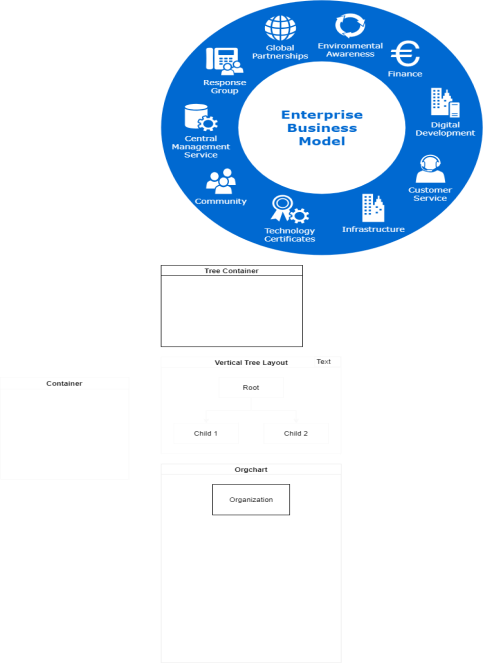 Global
Partnerships
Environmental
Awareness
Finance
Response
Group
Enterprise
Business
Model
Digital
Development
Central
Management
Service
Customer
Service
Community
Technology
Certificates
Infrastructure
Tree Container
Vertical Tree Layout
Text
Container
Root
Child 1
Child 2
Orgchart
Organization